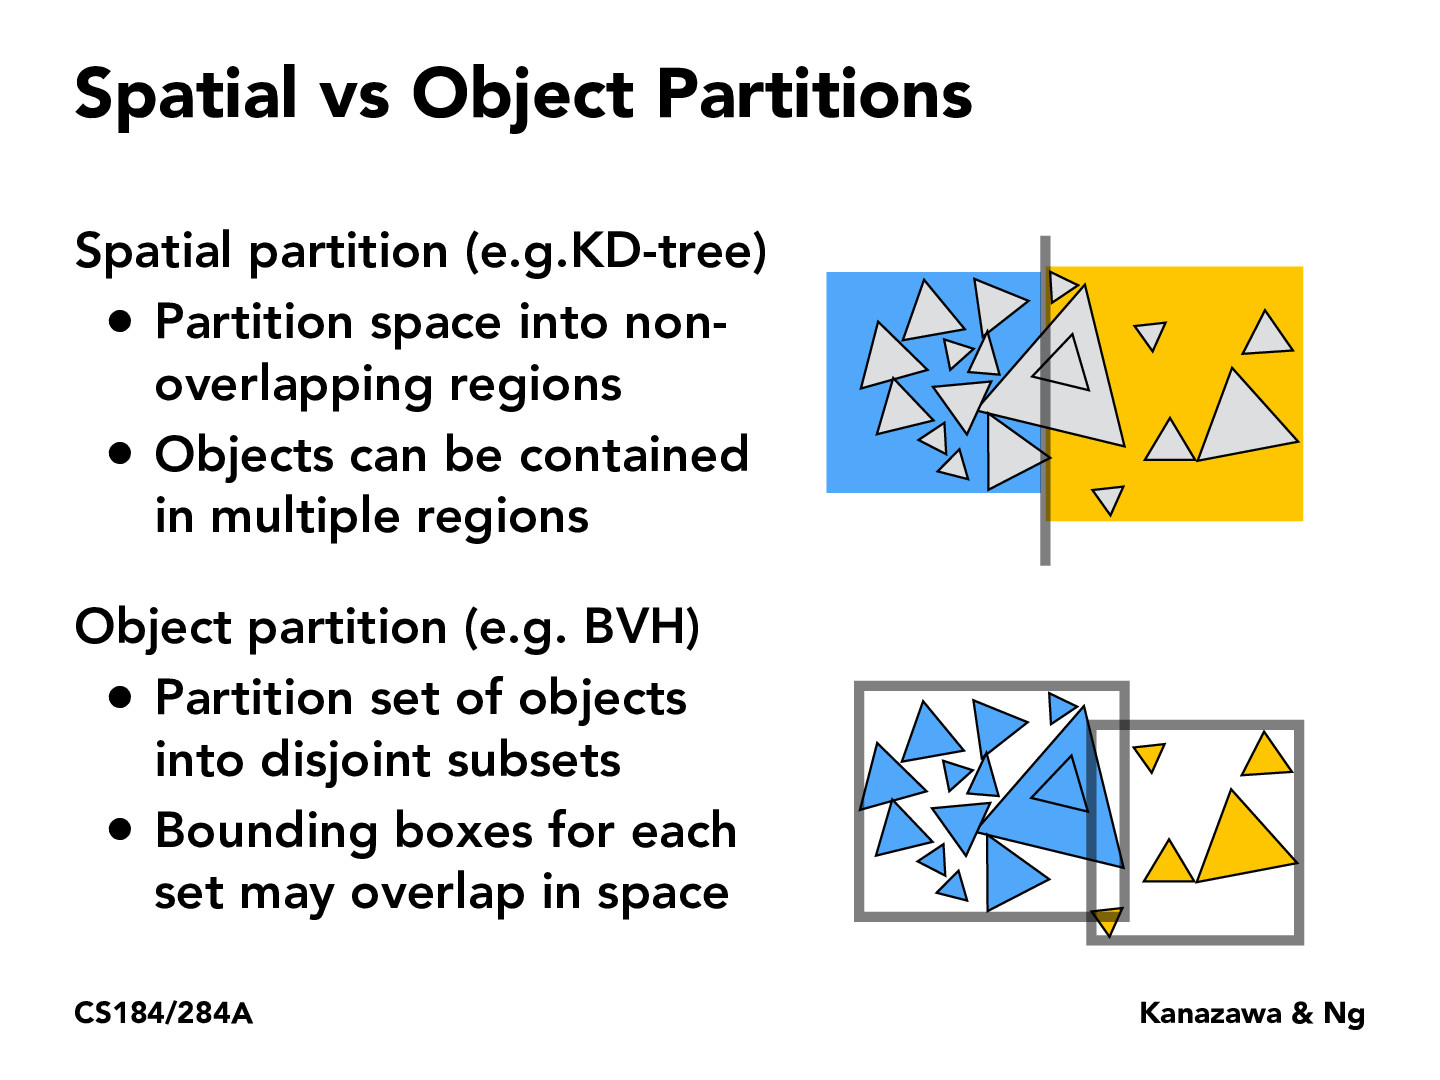 Spatial vs Object Partitions
Spatial partition (e.g.KD-tree)
• Partition space into non-
overlapping regions
• Objects can be contained
in multiple regions
Object partition (e.g. BVH)
• Partition set of objects
into disjoint subsets
• Bounding boxes for each
set may overlap in space
CS184/284A
Kanazawa & Ng